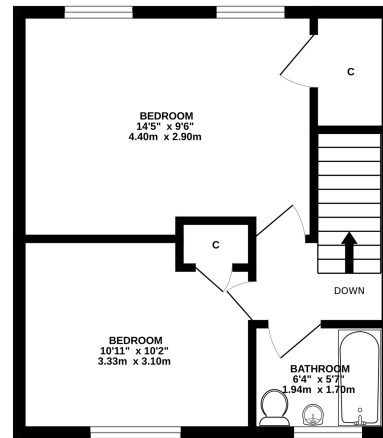 C
BEDROOM
14'5" x 9'6"
4.40m x 2.90m
C
DOWN
BEDROOM
10'11" x 10'2"
3.33m x 3.10m
BATHROOM
6'4" x 5'7"
1.94m x 1.70m